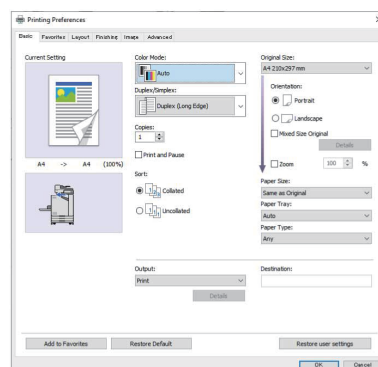 Printing Preferences
Basic Favorites Layout Finishing Image Advanced
Current Setting
A4 -> A4 (100%)
Color Mode:
Auto
Duplex/Simplex:
Duplex (Long Edge)
Copies:
1
Print and Pause
Sort:
Collated
Uncollated
Original Size:
A4 210x297 mm
Orientation:
Portrait
Landscape
Mixed Size Original
Details
Zoom 100 %
Paper Size:
Same as Original
Paper Tray:
Auto
Paper Type:
Any
Output:
Print
Details
Destination:
Add to Favorites Restore Default Restore user settings
OK Cancel